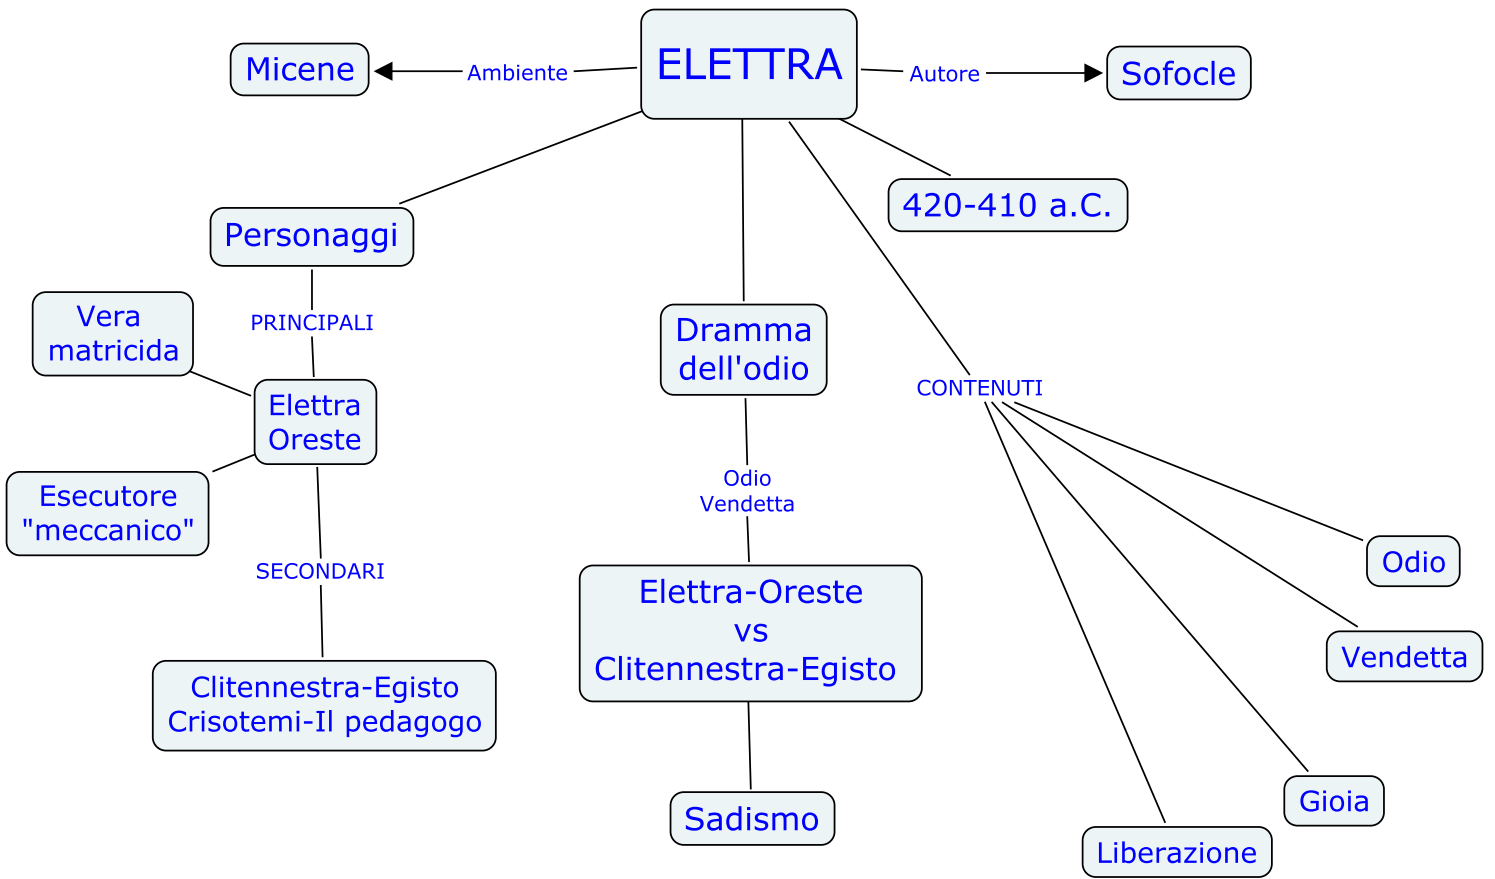 ELETTRA
Micene
Ambiente
Autore
Sofocle
420-410 a.C.
Personaggi
PRINCIPALI
Vera
matricida
Elettra
Oreste
Esecutore
"meccanico"
SECONDARI
Clitennestra-Egisto
Crisotemi-Il pedagogo
Dramma
dell'odio
Odio
Vendetta
Elettra-Oreste
vs
Clitennestra-Egisto
Sadismo
CONTENUTI
Odio
Vendetta
Gioia
Liberazione